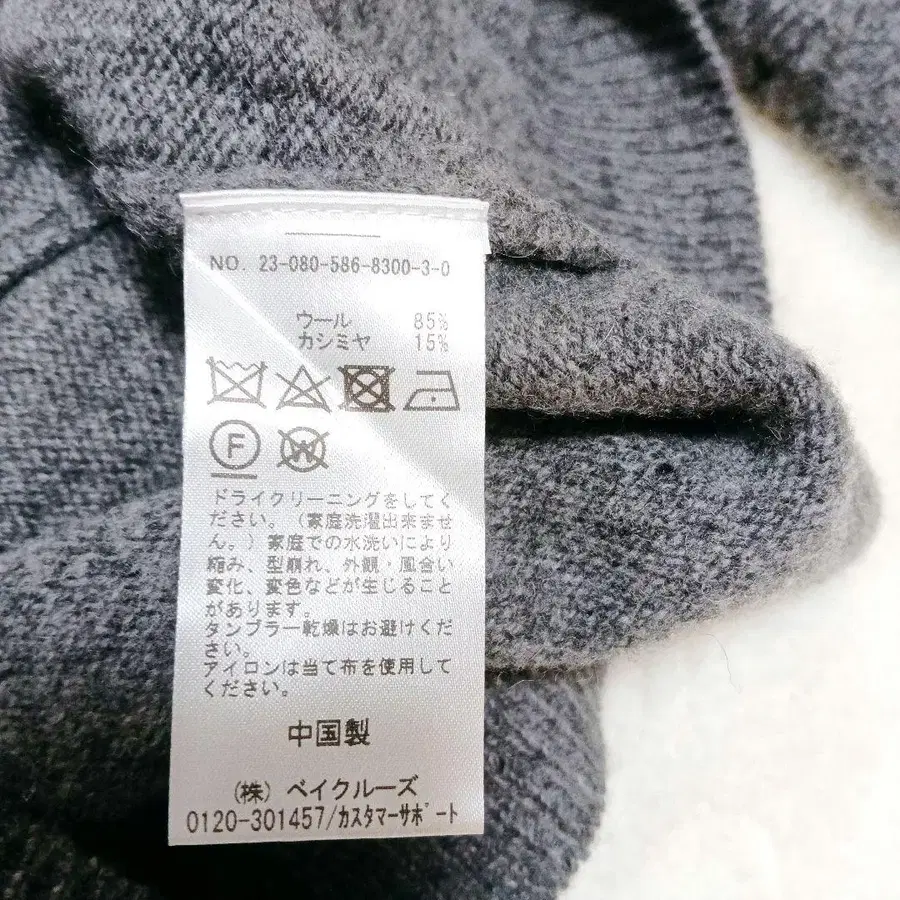 NO. 23-080-586-8300-3-0
ウール 85%
カシミヤ 15%
F W
ドライクリーニングをしてく
ださい。(家庭洗濯出来ませ
ん。)家庭での水洗いにより
縮み、型崩れ、外観・風合い
変化、変色などが生じること
があります。
タンブラー乾燥はお避けくだ
さい。
アイロンは当て布を使用して
ください。
中国製
(株) ベイクルーズ
0120-301457/カスタマーサポート